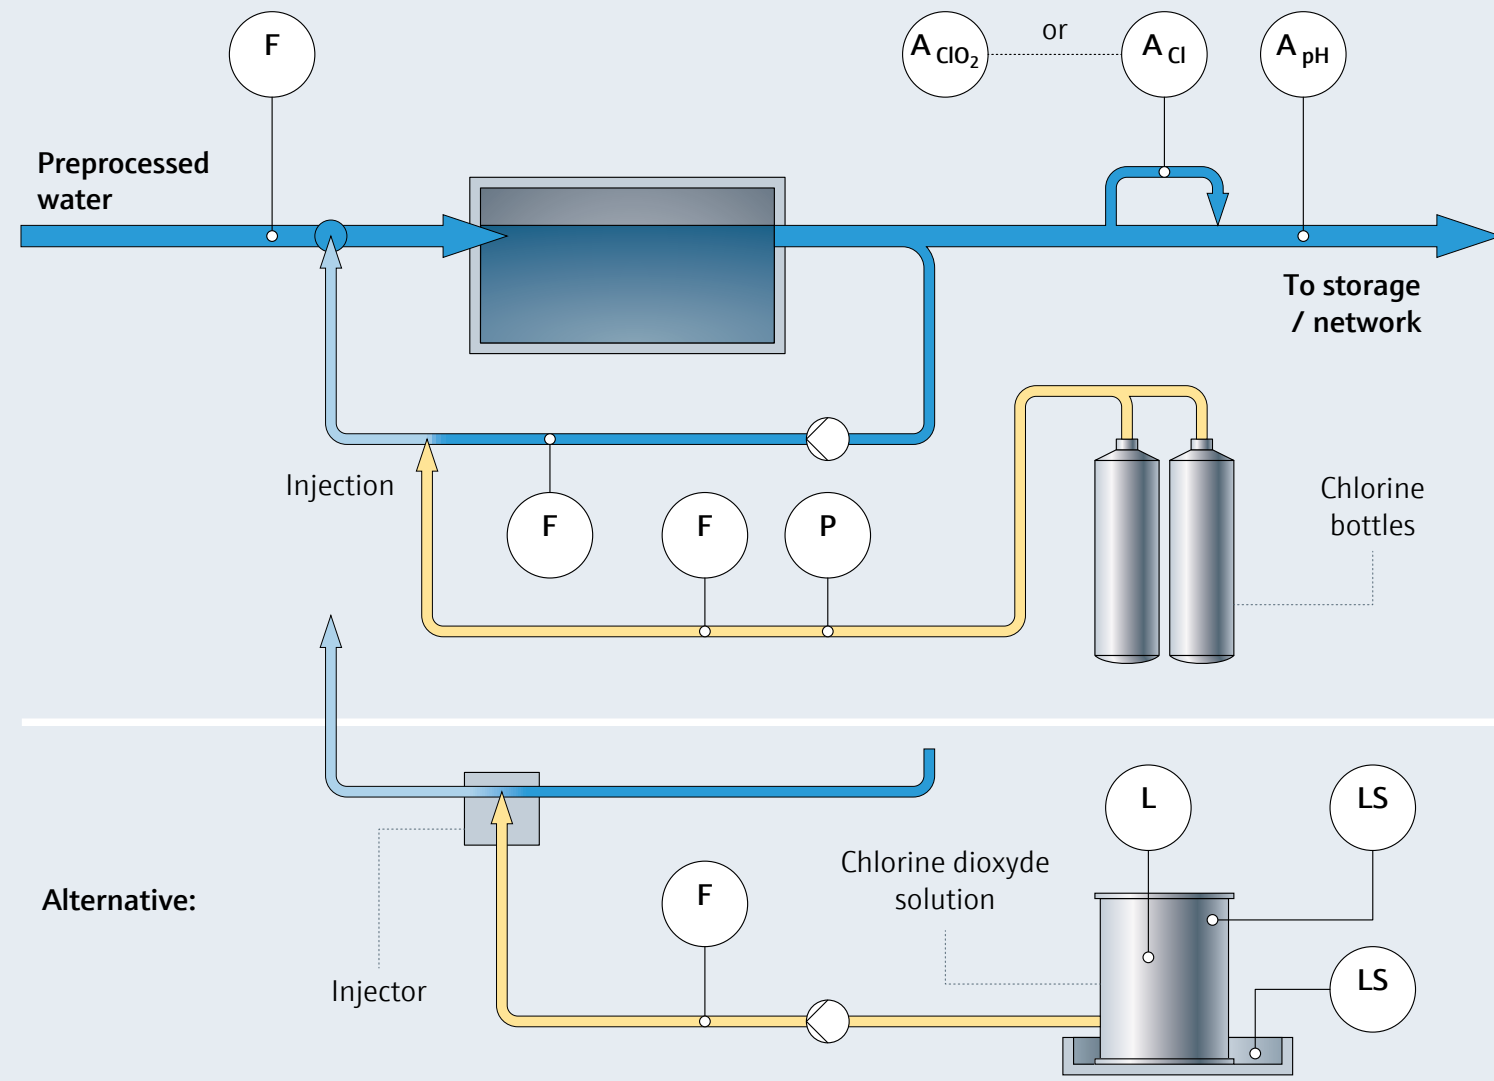 F
A ClO₂
or
A Cl
A pH
Preprocessed
water
To storage
/ network
Injection
F
F
P
Chlorine
bottles
L
LS
Chlorine dioxyde
solution
Alternative:
F
Injector
LS